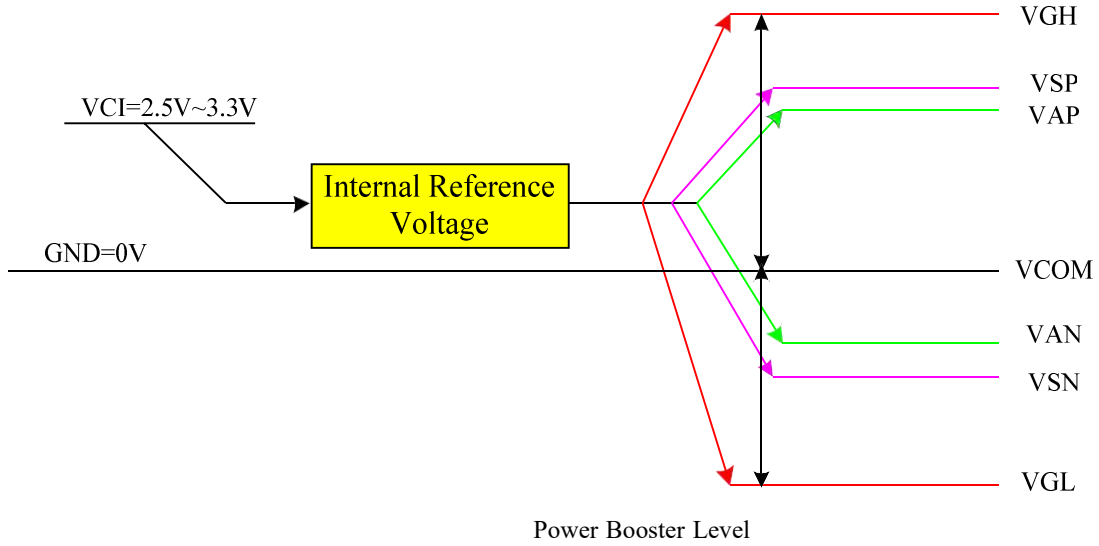 VGH
VCI=2.5V~3.3V
VSP
VAP
Internal Reference
Voltage
GND=0V
VCOM
VAN
VSN
VGL
Power Booster Level